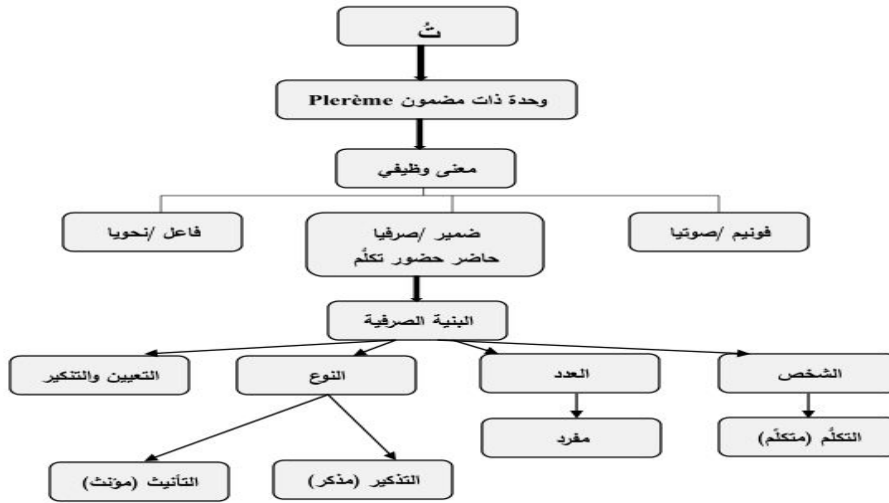 تُ
وحدة ذات مضمون Plerème
معنى وظيفي
فونيم /صوتيا
ضمير /صرفيا
حاضر حضور تكلُّم
فاعل /نحويا
البنية الصرفية
الشخص
العدد
النوع
التعيين والتنكير
التكلُّم (متكلّم)
مفرد
التذكير (مذكر)
التأنيث (مؤنث)